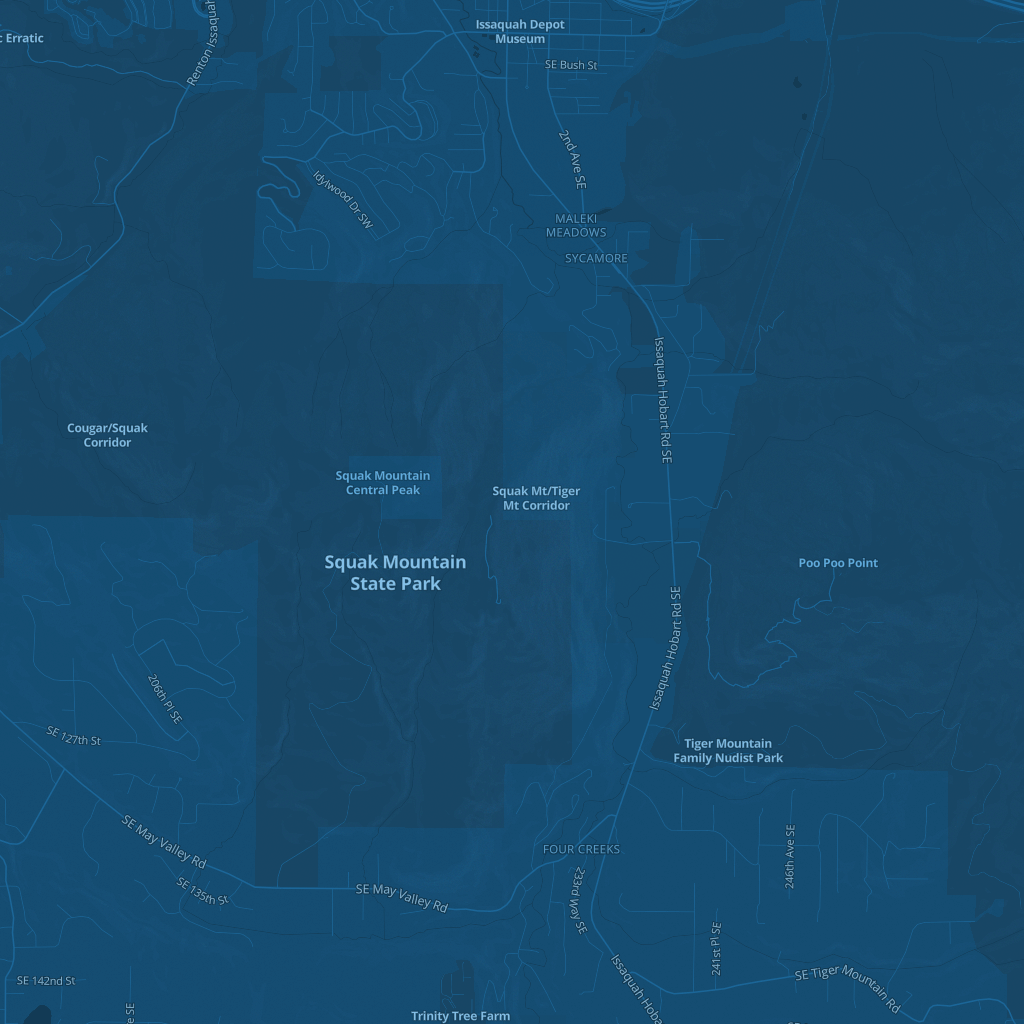 Issaquah Depot
Museum
c Erratic
Renton Issaquah
SE Bush St
2nd Ave SE
Idylwood Dr SW
MALEKI
MEADOWS
SYCAMORE
Issaquah Hobart Rd SE
Cougar/Squak
Corridor
Squak Mountain
Central Peak
Squak Mt/Tiger
Mt Corridor
Squak Mountain
State Park
Poo Poo Point
Issaquah Hobart Rd SE
206th Pl SE
SE 127th St
Tiger Mountain
Family Nudist Park
SE May Valley Rd
FOUR CREEKS
246th Ave SE
SE 135th St
SE May Valley Rd
233rd Way SE
241st Pl SE
Issaquah Hoba
SE Tiger Mountain Rd
SE 142nd St
e SE
Trinity Tree Farm